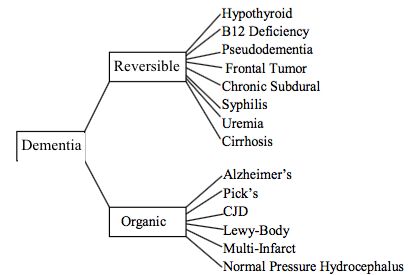 Dementia
Reversible
Hypothyroid
B12 Deficiency
Pseudodementia
Frontal Tumor
Chronic Subdural
Syphilis
Uremia
Cirrhosis
Organic
Alzheimer's
Pick's
CJD
Lewy-Body
Multi-Infarct
Normal Pressure Hydrocephalus